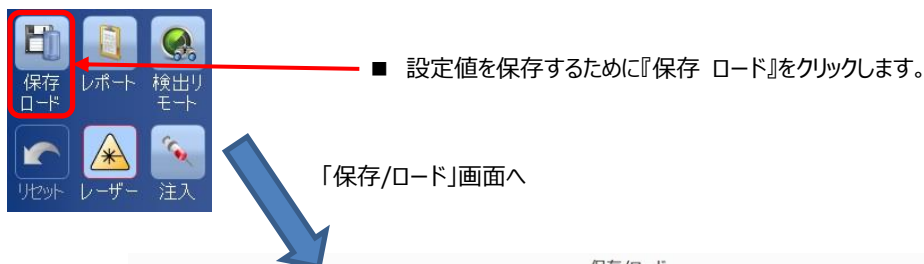 保存 レポート 検出リ
ロード モート
■ 設定値を保存するために『保存 ロード』をクリックします。
リセット レーザー 注入
「保存/ロード」画面へ